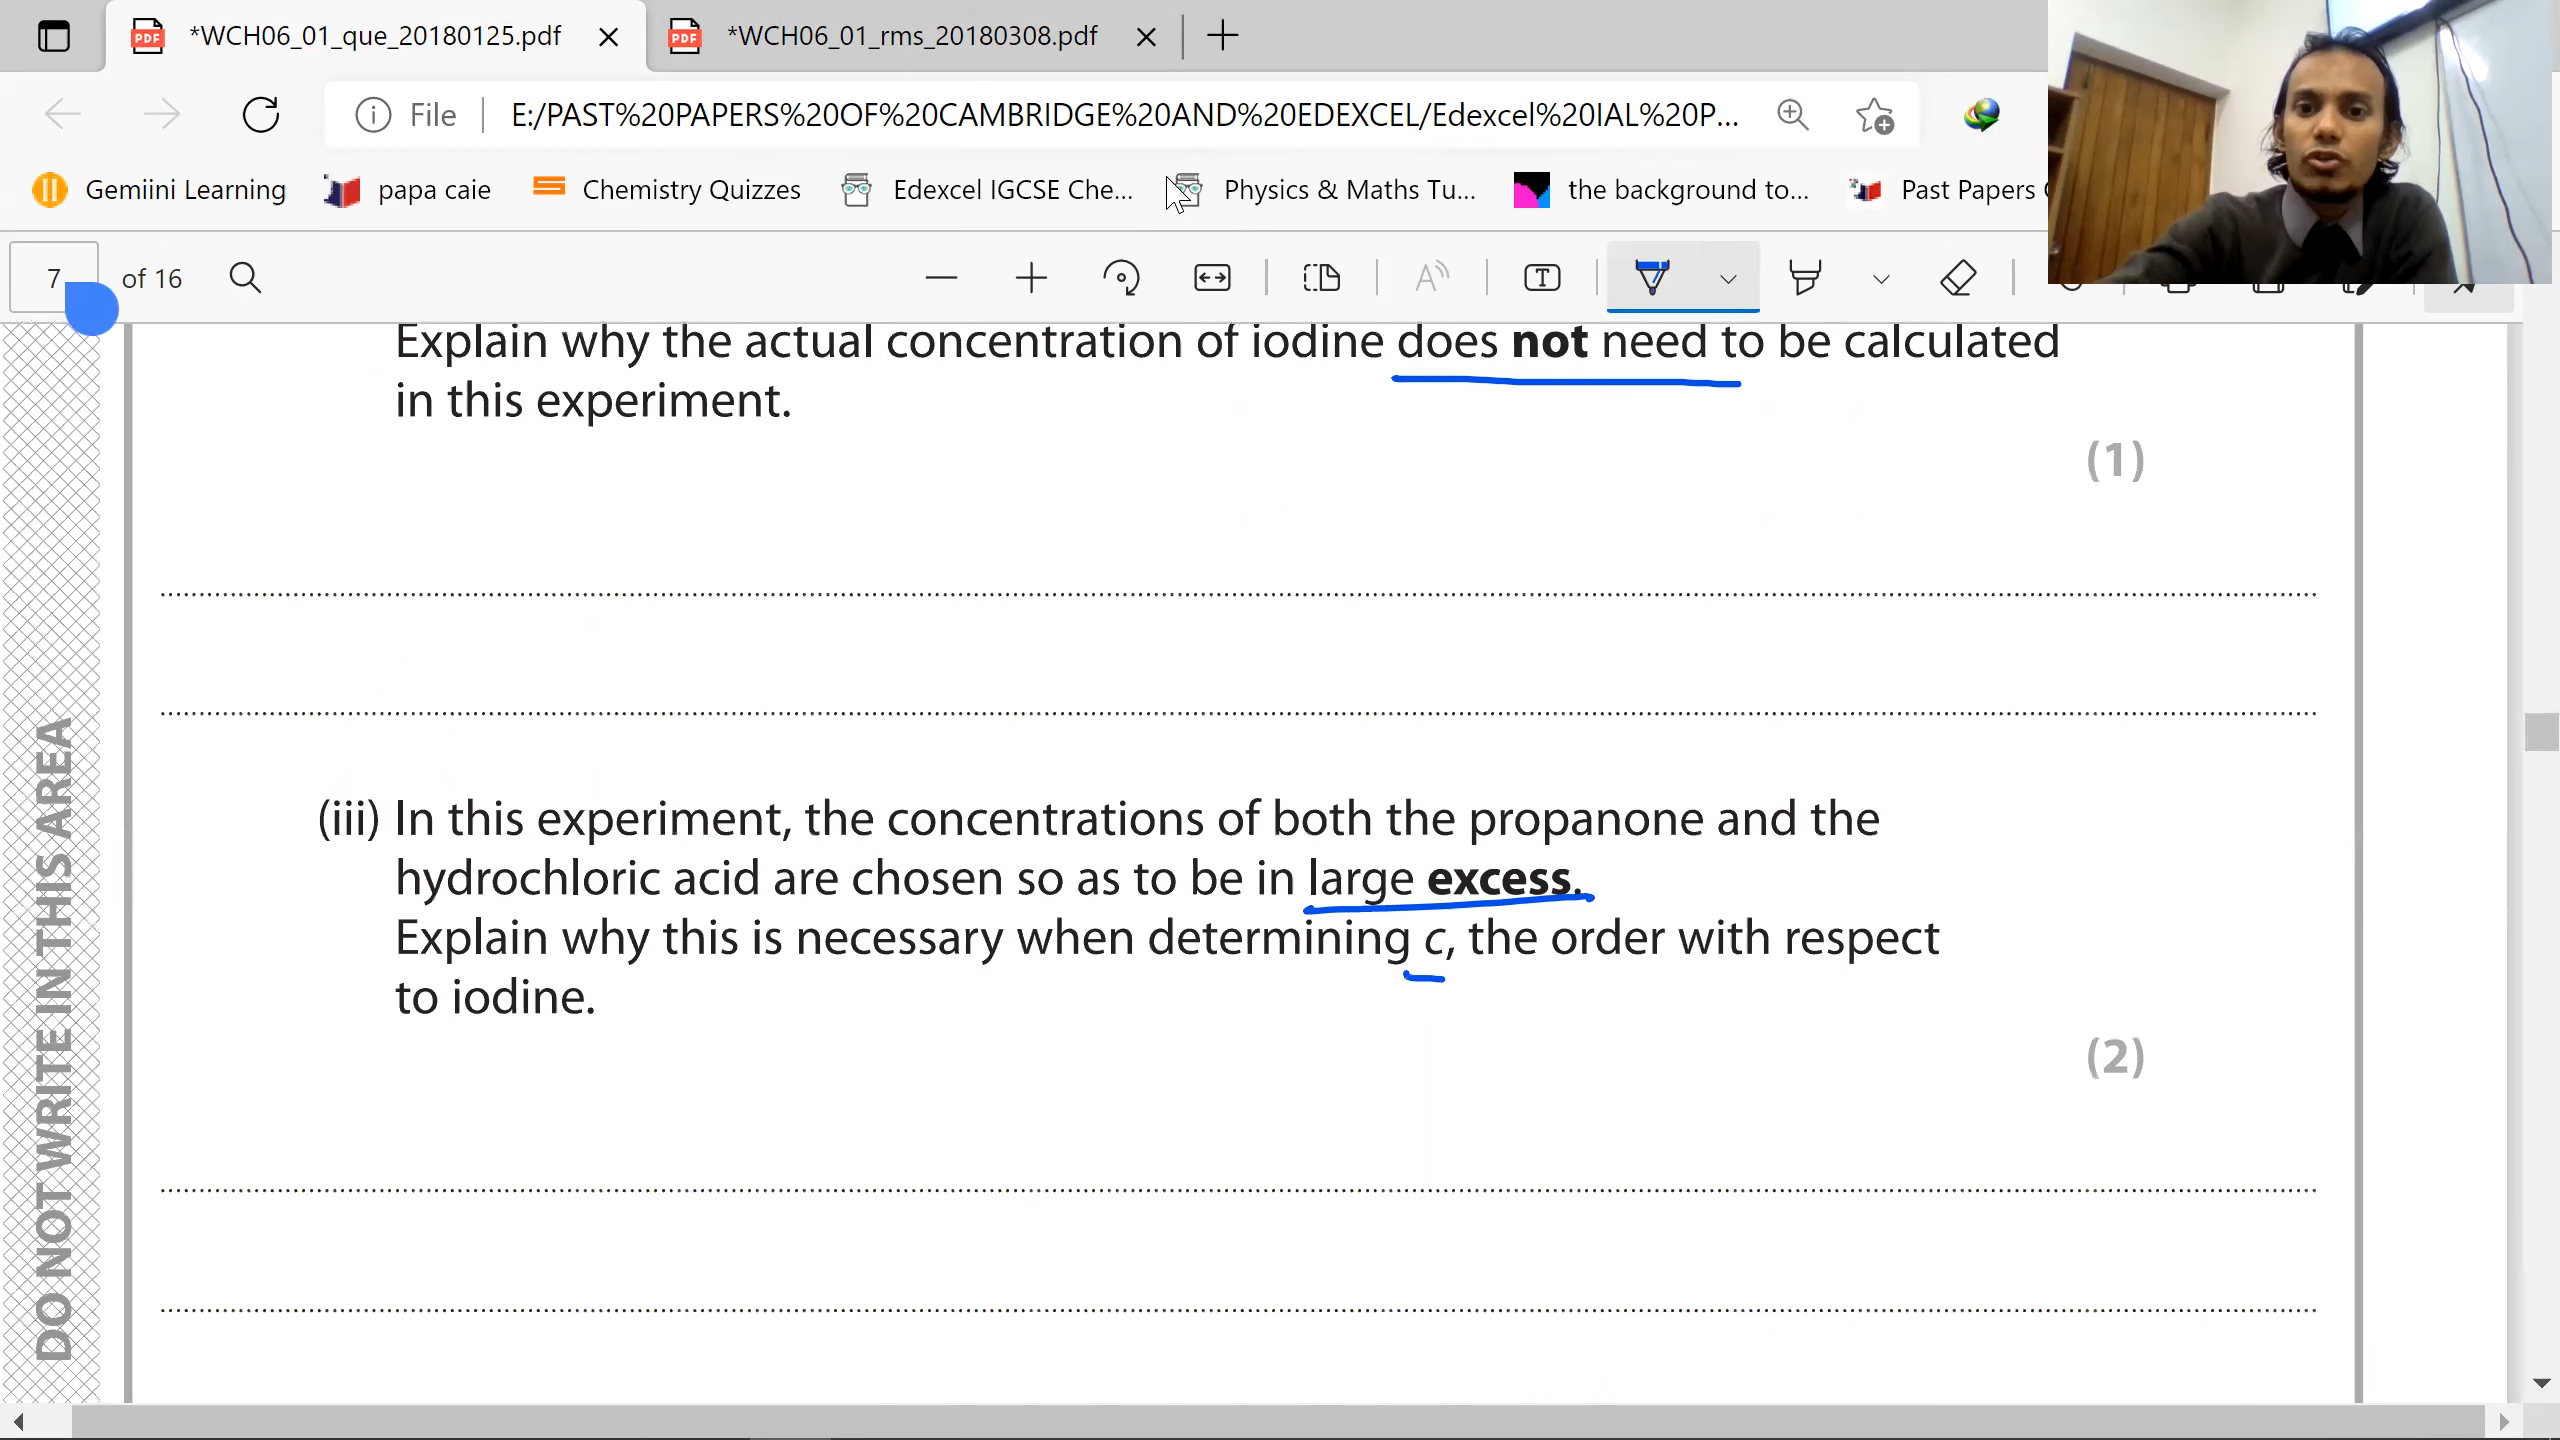 *WCH06_01_que_20180125.pdf
*WCH06_01_rms_20180308.pdf
File
E:/PAST%20PAPERS%20OF%20CAMBRIDGE%20AND%20EDEXCEL/Edexcel%20IAL%20P...
Gemiini Learning
papa caie
Chemistry Quizzes
Edexcel IGCSE Che...
Physics & Maths Tu...
the background to...
Past Papers
7 of 16
Explain why the actual concentration of iodine does not need to be calculated
in this experiment.
(1)
(iii) In this experiment, the concentrations of both the propanone and the
hydrochloric acid are chosen so as to be in large excess.
Explain why this is necessary when determining c, the order with respect
to iodine.
(2)
DO NOT WRITE IN THIS AREA